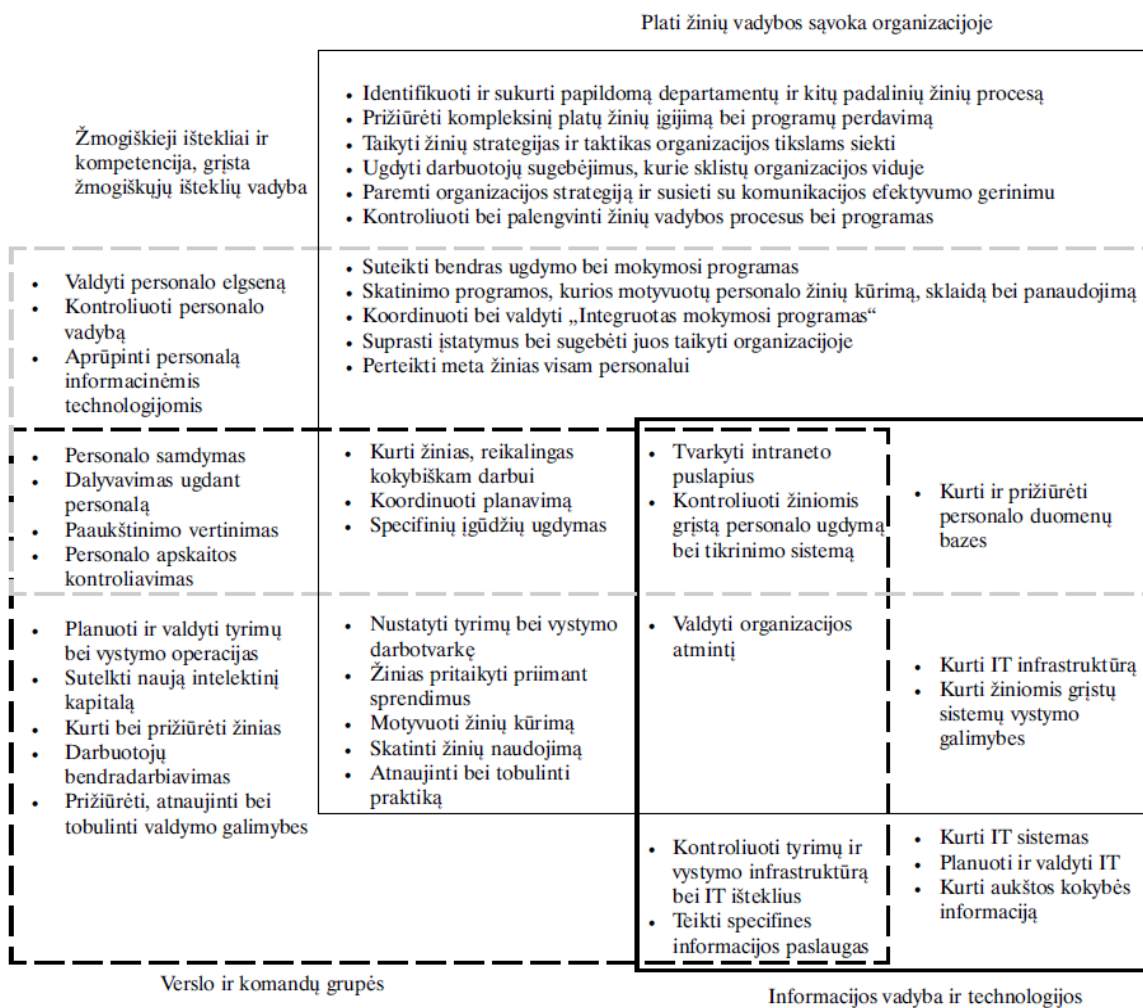 Plati žinių vadybos sąvoka organizacijoje
Žmogiškieji ištekliai ir
kompetencija, grįsta
žmogiškųjų išteklių vadyba
• Identifikuoti ir sukurti papildomą departamentų ir kitų padalinių žinių procesą
• Prižiūrėti kompleksinį platų žinių įgijimą bei programų perdavimą
• Taikyti žinių strategijas ir taktikas organizacijos tikslams siekti
• Ugdyti darbuotojų sugebėjimus, kurie sklistų organizacijos viduje
• Paremti organizacijos strategiją ir susieti su komunikacijos efektyvumo gerinimu
• Kontroliuoti bei palengvinti žinių vadybos procesus bei programas
• Valdyti personalo elgseną
• Kontroliuoti personalo
vadybą
• Aprūpinti personalą
informacinėmis
technologijomis
• Suteikti bendras ugdymo bei mokymosi programas
• Skatinimo programos, kurios motyvuotų personalo žinių kūrimą, sklaidą bei panaudojimą
• Koordinuoti bei valdyti „Integruotas mokymosi programas“
• Suprasti įstatymus bei sugebėti juos taikyti organizacijoje
• Perteikti meta žinias visam personalui
• Personalo samdymas
• Dalyvavimas ugdant
personalą
• Paaukštinimo vertinimas
• Personalo apskaitos
kontroliavimas
• Kurti žinias, reikalingas
kokybiškam darbui
• Koordinuoti planavimą
• Specifinių įgūdžių ugdymas
• Tvarkyti intraneto
puslapius
• Kontroliuoti žiniomis
grįstą personalo ugdymą
bei tikrinimo sistemą
• Kurti ir prižiūrėti
personalo duomenų
bazes
• Planuoti ir valdyti tyrimų
bei vystymo operacijas
• Sutelkti naują intelektinį
kapitalą
• Kurti bei prižiūrėti žinias
• Darbuotojų
bendradarbiavimas
• Prižiūrėti, atnaujinti bei
tobulinti valdymo galimybes
• Nustatyti tyrimų bei vystymo
darbotvarkę
• Žinias pritaikyti priimant
sprendimus
• Motyvuoti žinių kūrimą
• Skatinti žinių naudojimą
• Atnaujinti bei tobulinti
praktiką
• Valdyti organizacijos
atmintį
• Kurti IT infrastruktūrą
• Kurti žiniomis grįstų
sistemų vystymo
galimybes
• Kontroliuoti tyrimų ir
vystymo infrastruktūrą
bei IT išteklius
• Teikti specifines
informacijos paslaugas
• Kurti IT sistemas
• Planuoti ir valdyti IT
• Kurti aukštos kokybės
informaciją
Verslo ir komandų grupės
Informacijos vadyba ir technologijos